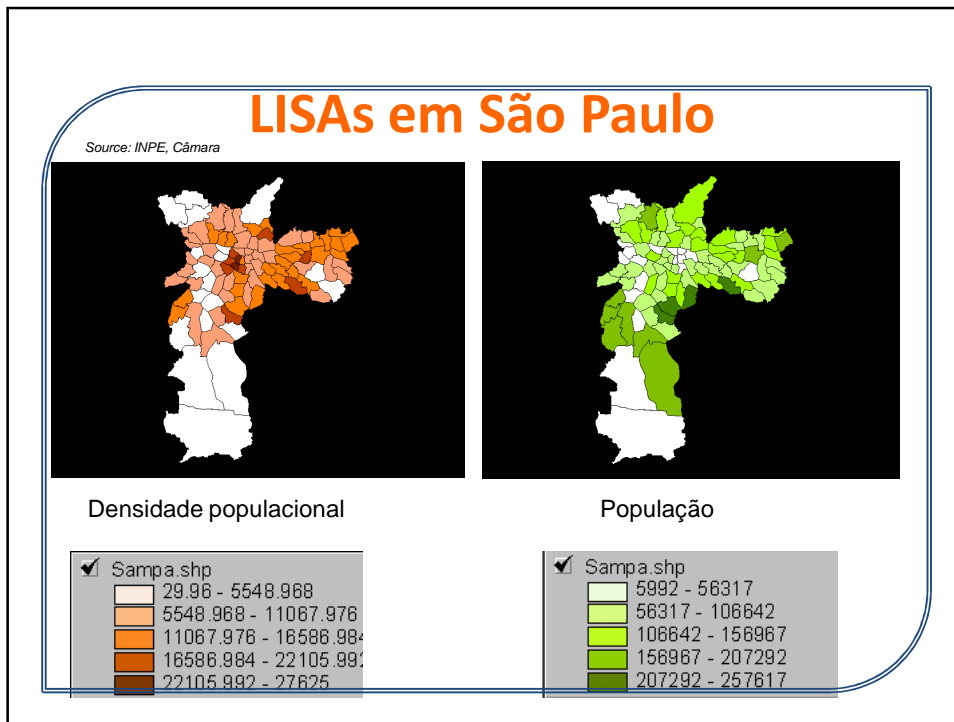 LISAs em São Paulo
Source: INPE, Câmara
Densidade populacional
População
Sampa.shp
29.96 - 5548.968
5548.968 - 11067.976
11067.976 - 16586.984
16586.984 - 22105.992
22105.992 - 27625
Sampa.shp
5992 - 56317
56317 - 106642
106642 - 156967
156967 - 207292
207292 - 257617